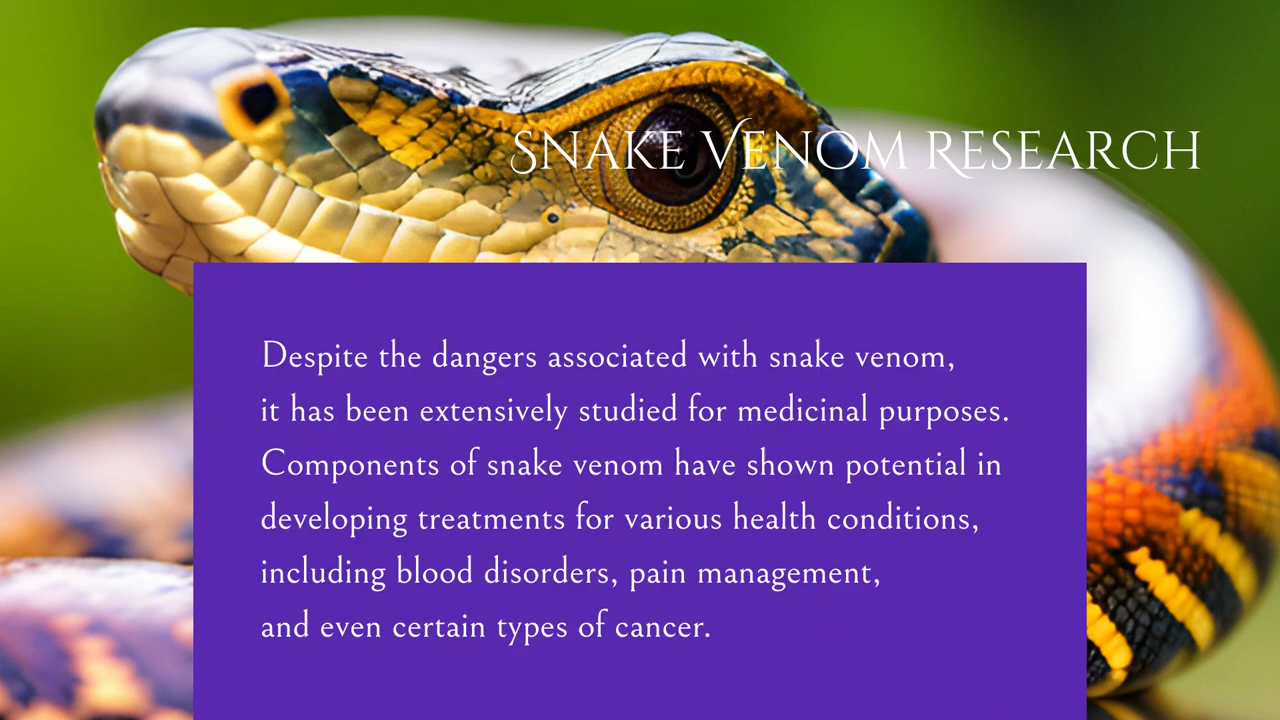 Snake Venom Research
Despite the dangers associated with snake venom,
it has been extensively studied for medicinal purposes.
Components of snake venom have shown potential in
developing treatments for various health conditions,
including blood disorders, pain management,
and even certain types of cancer.